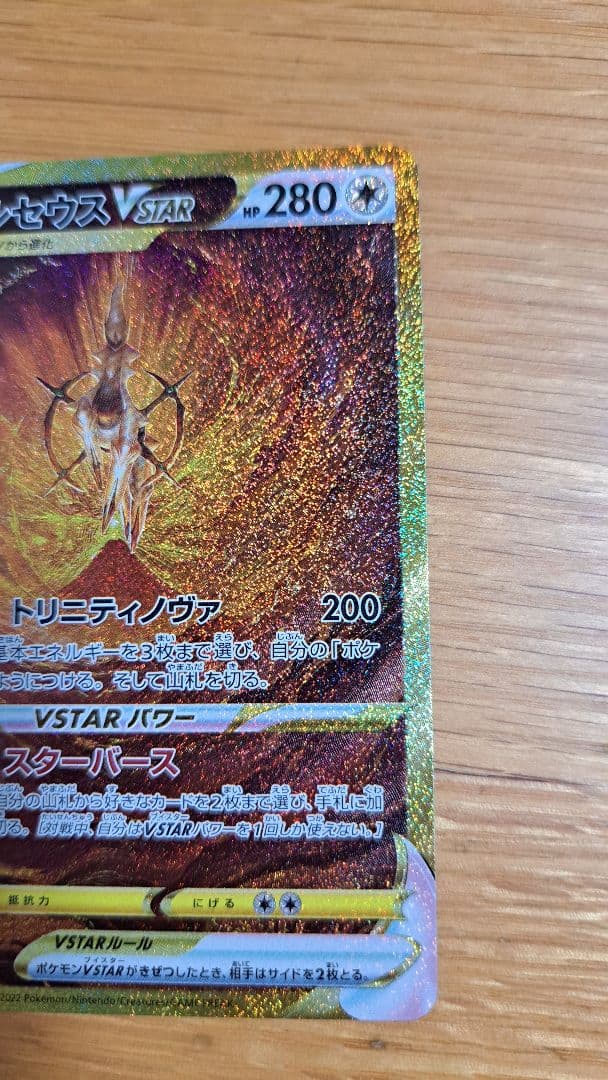 ルセウス VSTAR HP 280
から進化
トリニティノヴァ 200
基本エネルギーを3枚まで選び、自分の「ポケ
ようにつける。そして山札を切る。
VSTARパワー
スターバース
自分の山札から好きなカードを2枚まで選び、手札に加
切る。[対戦中、自分はVSTARパワーを1回しか使えない。]
抵抗力 にげる
VSTARルール
ポケモンVSTARがきぜつしたとき、相手はサイドを2枚とる。
2022 Pokémon/Nintendo/Creatures/GAME FREAK